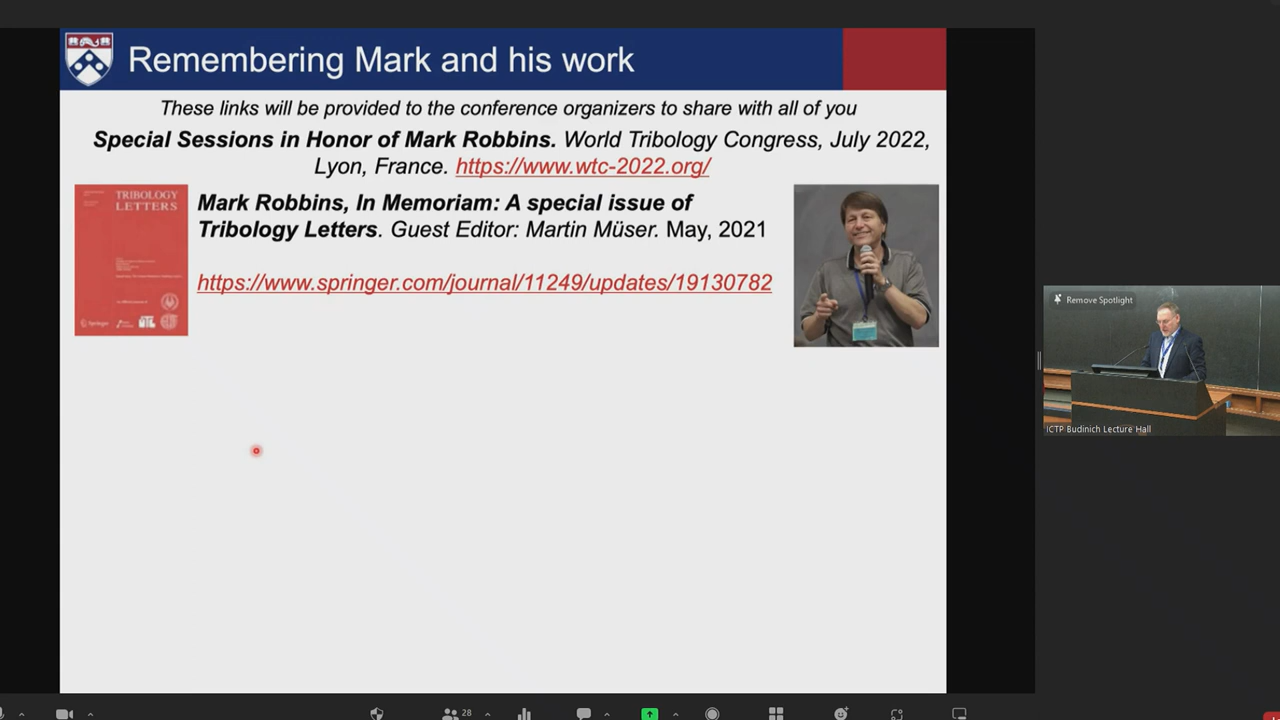 Remembering Mark and his work
These links will be provided to the conference organizers to share with all of you
Special Sessions in Honor of Mark Robbins. World Tribology Congress, July 2022,
Lyon, France. https://www.wtc-2022.org/
TRIBOLOGY
LETTERS
Mark Robbins, In Memoriam: A special issue of
Tribology Letters. Guest Editor: Martin Müser. May, 2021
https://www.springer.com/journal/11249/updates/19130782
Springer
Remove Spotlight
ICTP Budinich Lecture Hall
28